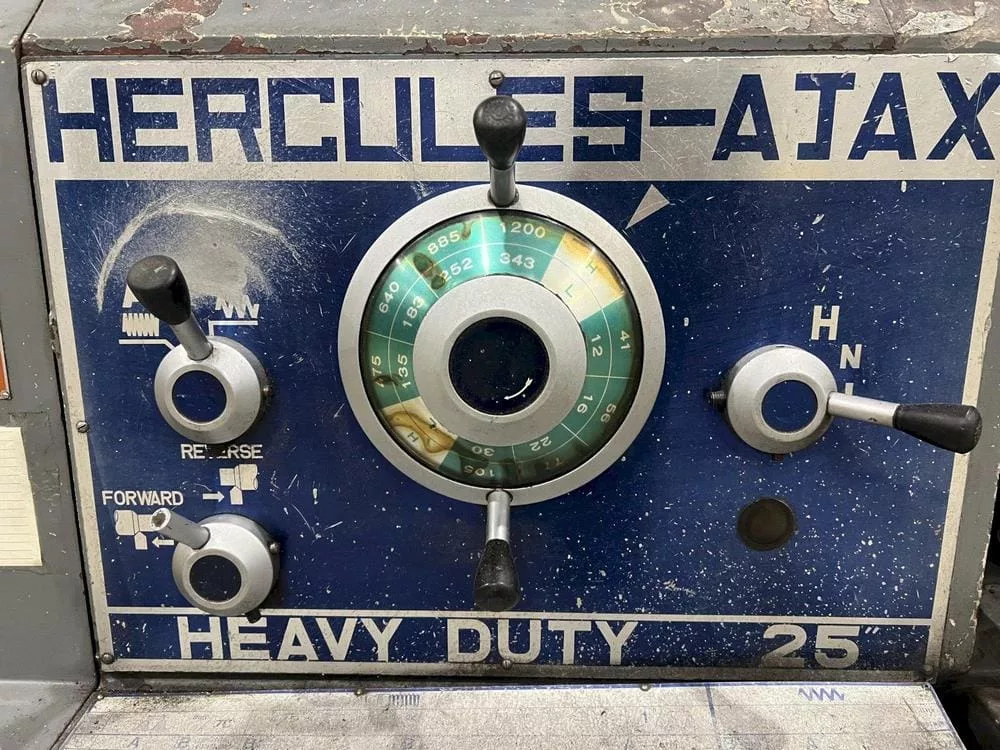 HERCULES-AJAX
1200
343
885
252
640
183
475
135
H
L
41
12
56
16
22
30
105
H
H
N
REVERSE
FORWARD
HEAVY DUTY 25
A
B